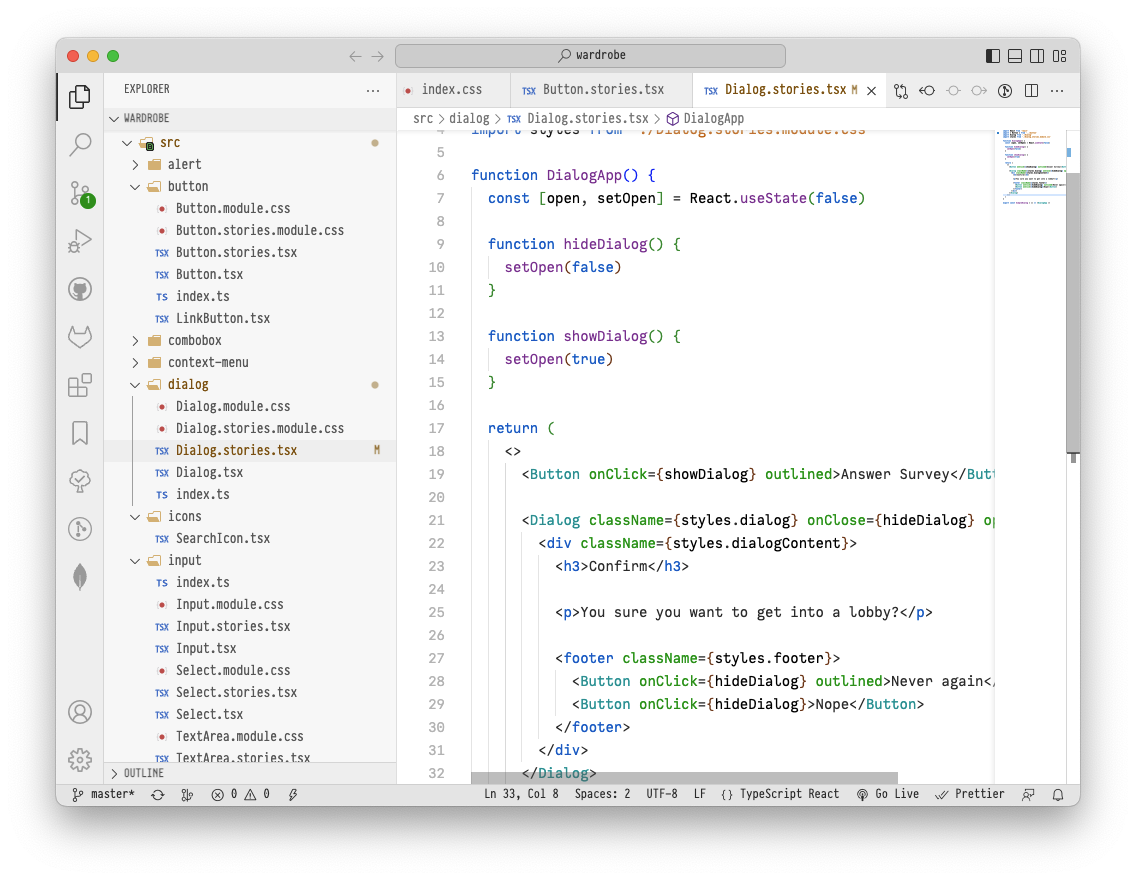 wardrobe
EXPLORER
index.css
TSX Button.stories.tsx
TSX Dialog.stories.tsx M
WARDROBE
src
alert
button
Button.module.css
Button.stories.module.css
TSX Button.stories.tsx
TSX Button.tsx
TS index.ts
TSX LinkButton.tsx
combobox
context-menu
dialog
Dialog.module.css
Dialog.stories.module.css
TSX Dialog.stories.tsx M
TSX Dialog.tsx
TS index.ts
icons
TSX SearchIcon.tsx
input
TS index.ts
Input.module.css
TSX Input.stories.tsx
TSX Input.tsx
Select.module.css
TSX Select.stories.tsx
TSX Select.tsx
TextArea.module.css
TSX TextArea.stories.tsx
OUTLINE
1
src > dialog > TSX Dialog.stories.tsx > DialogApp
4 import styles from './Dialog.stories.module.css'
5
6 function DialogApp() {
7 const [open, setOpen] = React.useState(false)
8
9 function hideDialog() {
10 setOpen(false)
11 }
12
13 function showDialog() {
14 setOpen(true)
15 }
16
17 return (
18 <>
19 <Button onClick={showDialog} outlined>Answer Survey</Butt
20
21 <Dialog className={styles.dialog} onClose={hideDialog} op
22 <div className={styles.dialogContent}>
23 <h3>Confirm</h3>
24
25 <p>You sure you want to get into a lobby?</p>
26
27 <footer className={styles.footer}>
28 <Button onClick={hideDialog} outlined>Never again</
29 <Button onClick={hideDialog}>Nope</Button>
30 </footer>
31 </div>
32 </Dialog>
master* 0 0 Ln 33, Col 8 Spaces: 2 UTF-8 LF {} TypeScript React Go Live Prettier